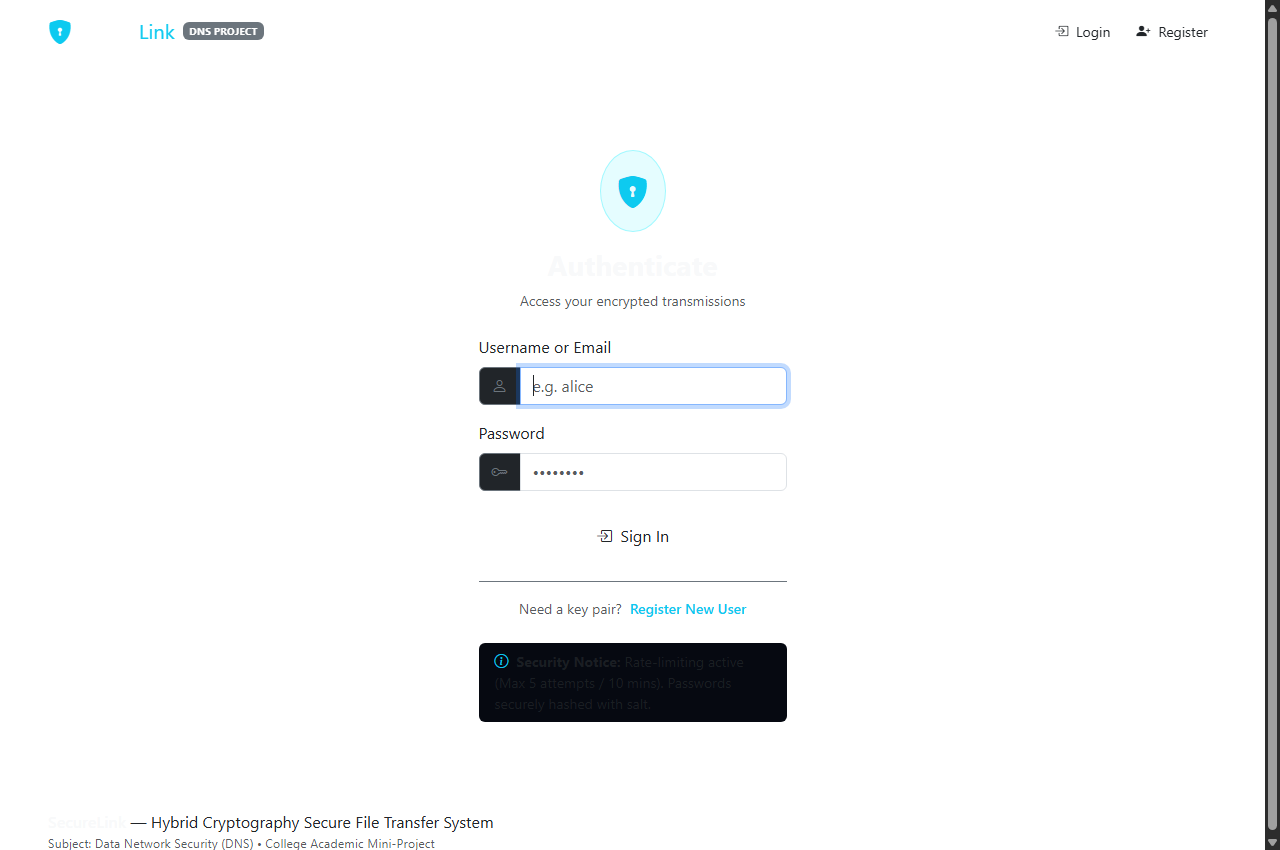 Link DNS PROJECT
Login
Register
Authenticate
Access your encrypted transmissions
Username or Email
e.g. alice
Password
••••••••
Sign In
Need a key pair? Register New User
Security Notice: Rate-limiting active
(Max 5 attempts / 10 mins). Passwords
securely hashed with salt.
SecureLink — Hybrid Cryptography Secure File Transfer System
Subject: Data Network Security (DNS) • College Academic Mini-Project